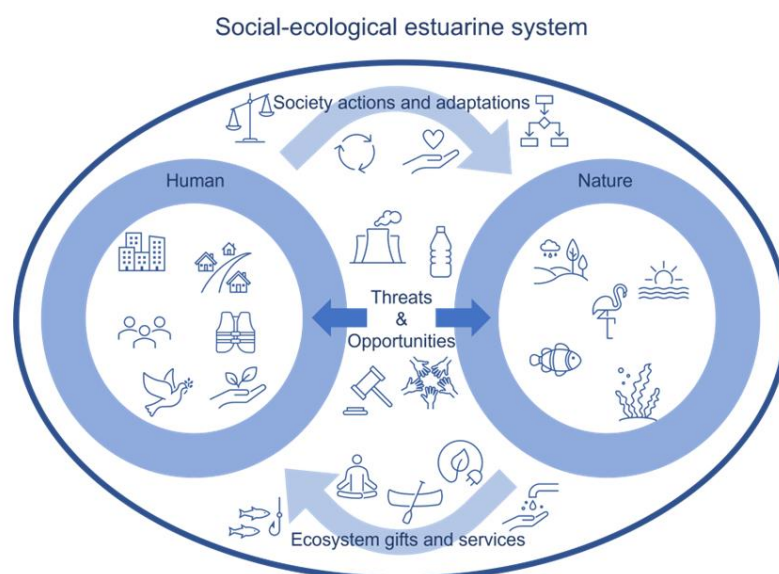 Social-ecological estuarine system
Society actions and adaptations
Human
Nature
Threats
&
Opportunities
Ecosystem gifts and services